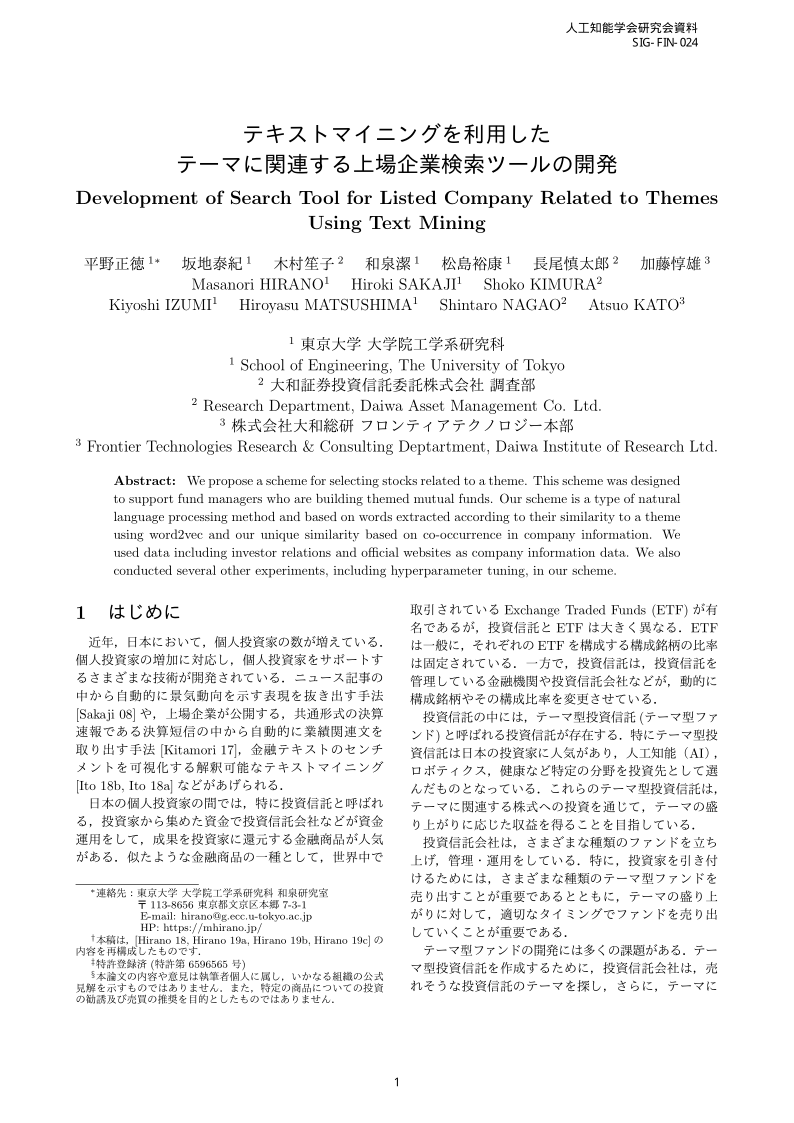 人工知能学会研究会資料
SIG-FIN-024
テキストマイニングを利用した
テーマに関連する上場企業検索ツールの開発
Development of Search Tool for Listed Company Related to Themes
Using Text Mining
平野正徳 1∗ 坂地泰紀 1 木村笙子 2 和泉潔 1 松島裕康 1 長尾慎太郎 2 加藤惇雄 3
Masanori HIRANO1 Hiroki SAKAJI1 Shoko KIMURA2
Kiyoshi IZUMI1 Hiroyasu MATSUSHIMA1 Shintaro NAGAO2 Atsuo KATO3
1 東京大学 大学院工学系研究科
1 School of Engineering, The University of Tokyo
2 大和証券投資信託委託株式会社 調査部
2 Research Department, Daiwa Asset Management Co. Ltd.
3 株式会社大和総研 フロンティアテクノロジー本部
3 Frontier Technologies Research & Consulting Deptartment, Daiwa Institute of Research Ltd.
Abstract: We propose a scheme for selecting stocks related to a theme. This scheme was designed
to support fund managers who are building themed mutual funds. Our scheme is a type of natural
language processing method and based on words extracted according to their similarity to a theme
using word2vec and our unique similarity based on co-occurrence in company information. We
used data including investor relations and official websites as company information data. We also
conducted several other experiments, including hyperparameter tuning, in our scheme.
1 はじめに
近年，日本において，個人投資家の数が増えている．
個人投資家の増加に対応し，個人投資家をサポートす
るさまざまな技術が開発されている．ニュース記事の
中から自動的に景気動向を示す表現を抜き出す手法
[Sakaji 08] や，上場企業が公開する，共通形式の決算
速報である決算短信の中から自動的に業績関連文を
取り出す手法 [Kitamori 17]，金融テキストのセンチ
メントを可視化する解釈可能なテキストマイニング
[Ito 18b, Ito 18a] などがあげられる．
日本の個人投資家の間では，特に投資信託と呼ばれ
る，投資家から集めた資金で投資信託会社などが資金
運用をして，成果を投資家に還元する金融商品が人気
がある．似たような金融商品の一種として，世界中で
∗連絡先：東京大学 大学院工学系研究科 和泉研究室
〒 113-8656 東京都文京区本郷 7-3-1
E-mail: hirano@g.ecc.u-tokyo.ac.jp
HP: https://mhirano.jp/
†本稿は，[Hirano 18, Hirano 19a, Hirano 19b, Hirano 19c] の
内容を再構成したものです．
‡特許登録済 (特許第 6596565 号)
§本論文の内容や意見は執筆者個人に属し，いかなる組織の公式
見解を示すものではありません．また，特定の商品についての投資
の勧誘及び売買の推奨を目的としたものではありません．
取引されている Exchange Traded Funds (ETF) が有
名であるが，投資信託と ETF は大きく異なる．ETF
は一般に，それぞれの ETF を構成する構成銘柄の比率
は固定されている．一方で，投資信託は，投資信託を
管理している金融機関や投資信託会社などが，動的に
構成銘柄やその構成比率を変更させている．
投資信託の中には，テーマ型投資信託 (テーマ型ファ
ンド) と呼ばれる投資信託が存在する．特にテーマ型投
資信託は日本の投資家に人気があり，人工知能（AI），
ロボティクス，健康など特定の分野を投資先として選
んだものとなっている．これらのテーマ型投資信託は，
テーマに関連する株式への投資を通じて，テーマの盛
り上がりに応じた収益を得ることを目指している．
投資信託会社は，さまざまな種類のファンドを立ち
上げ，管理・運用をしている．特に，投資家を引き付
けるためには，さまざまな種類のテーマ型ファンドを
売り出すことが重要であるとともに，テーマの盛り上
がりに対して，適切なタイミングでファンドを売り出
していくことが重要である．
テーマ型ファンドの開発には多くの課題がある．テー
マ型投資信託を作成するために，投資信託会社は，売
れそうな投資信託のテーマを探し，さらに，テーマに
1